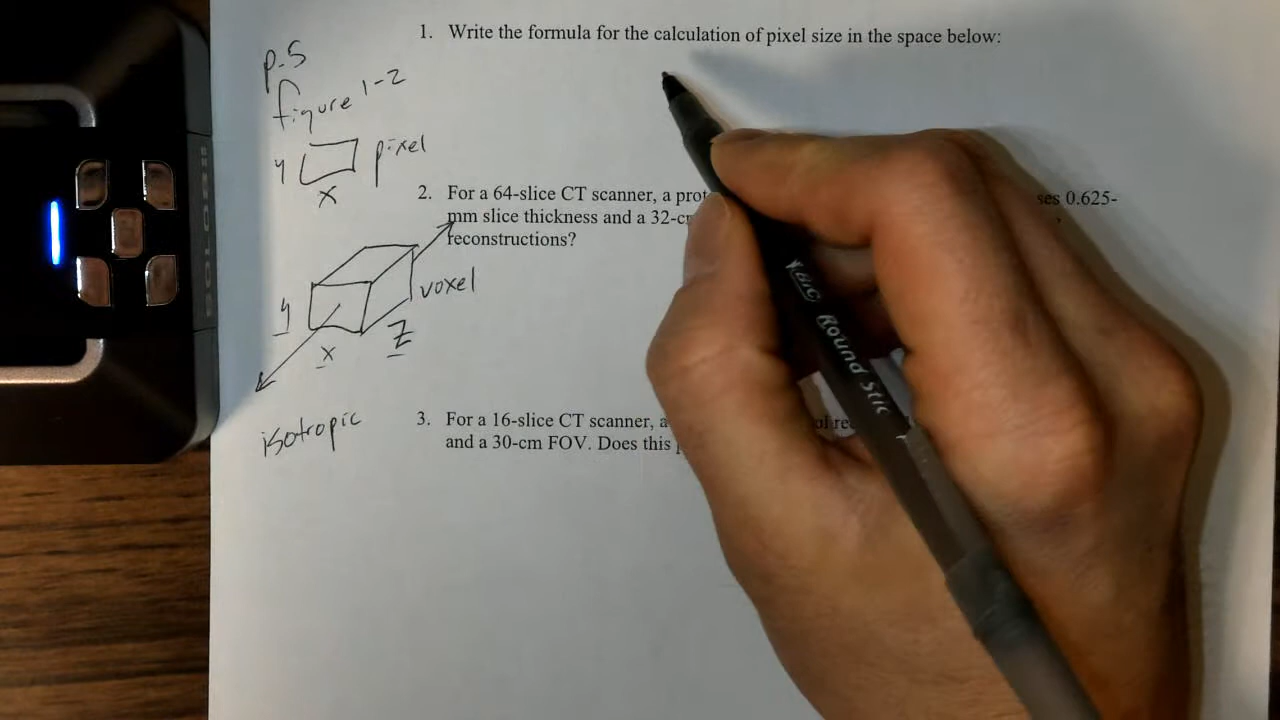 1. Write the formula for the calculation of pixel size in the space below:
p.5
figure 1-2
y pixel
x
2. For a 64-slice CT scanner, a prot ses 0.625-
mm slice thickness and a 32-c
reconstructions?
y voxel
x z
isotropic
3. For a 16-slice CT scanner, a of re
and a 30-cm FOV. Does this
BIC Round Stic